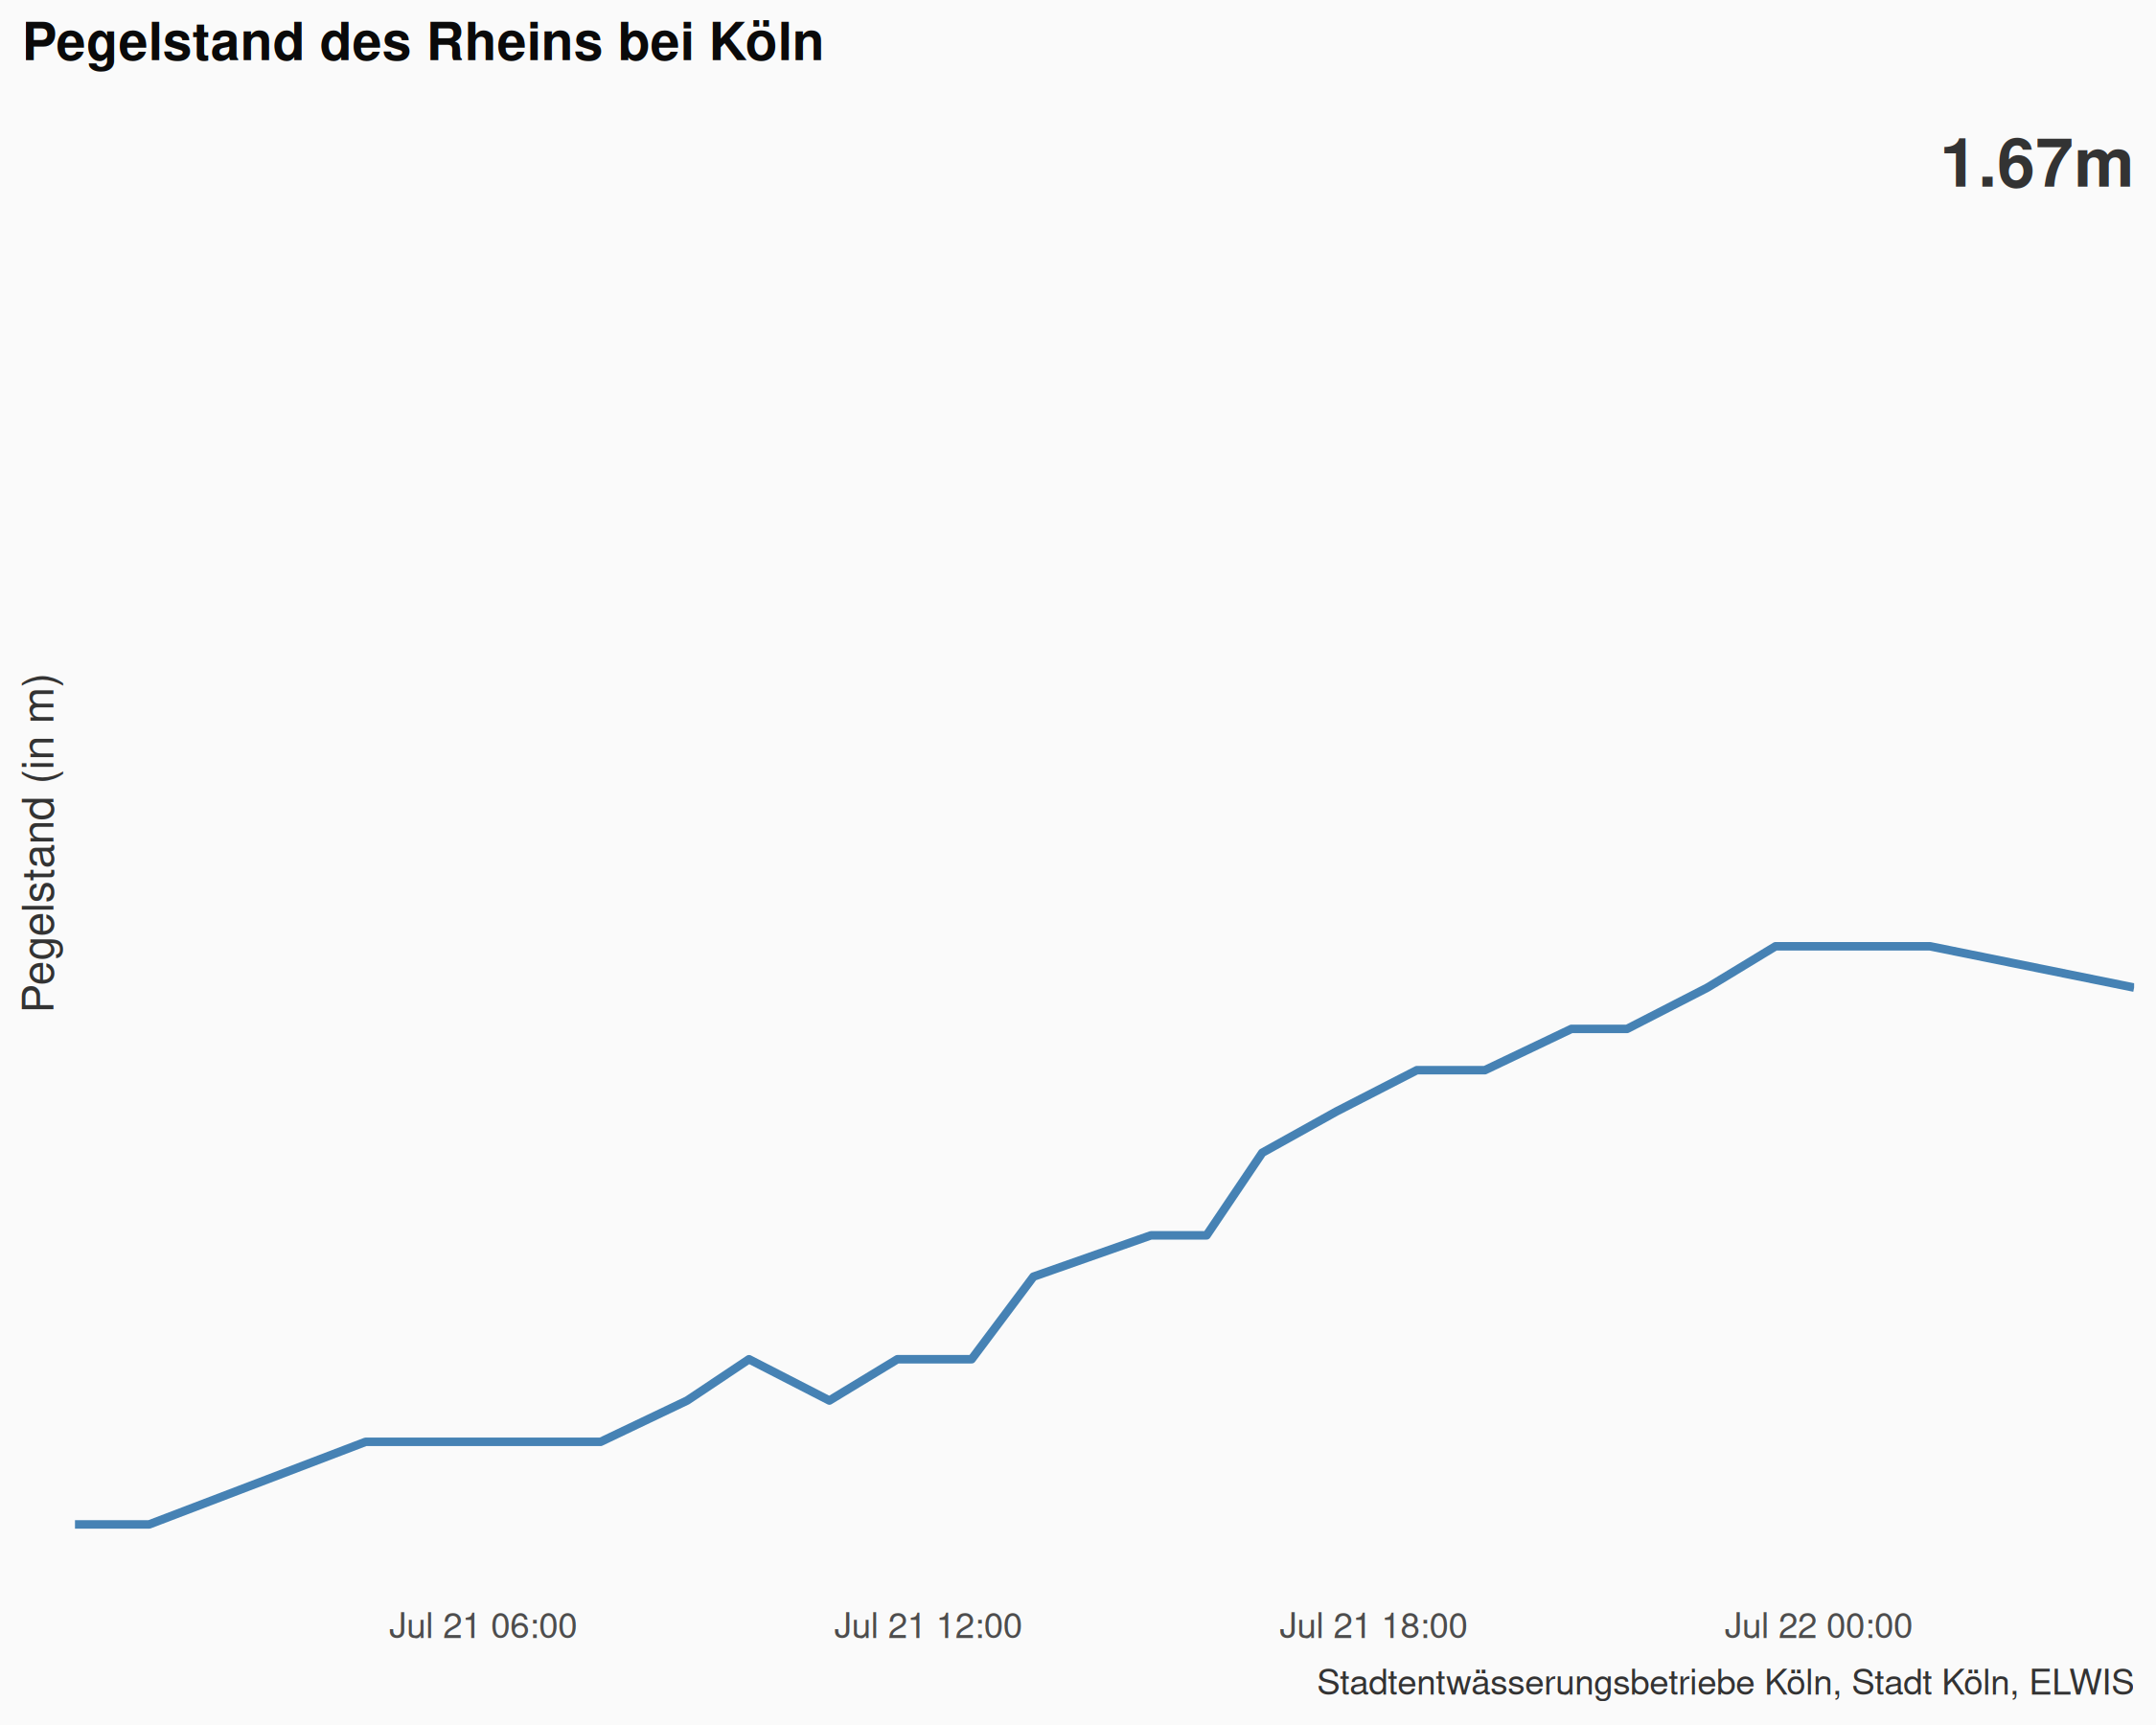 Pegelstand des Rheins bei Köln
1.67m
Pegelstand (in m)
Jul 21 06:00
Jul 21 12:00
Jul 21 18:00
Jul 22 00:00
Stadtentwässerungsbetriebe Köln, Stadt Köln, ELWIS